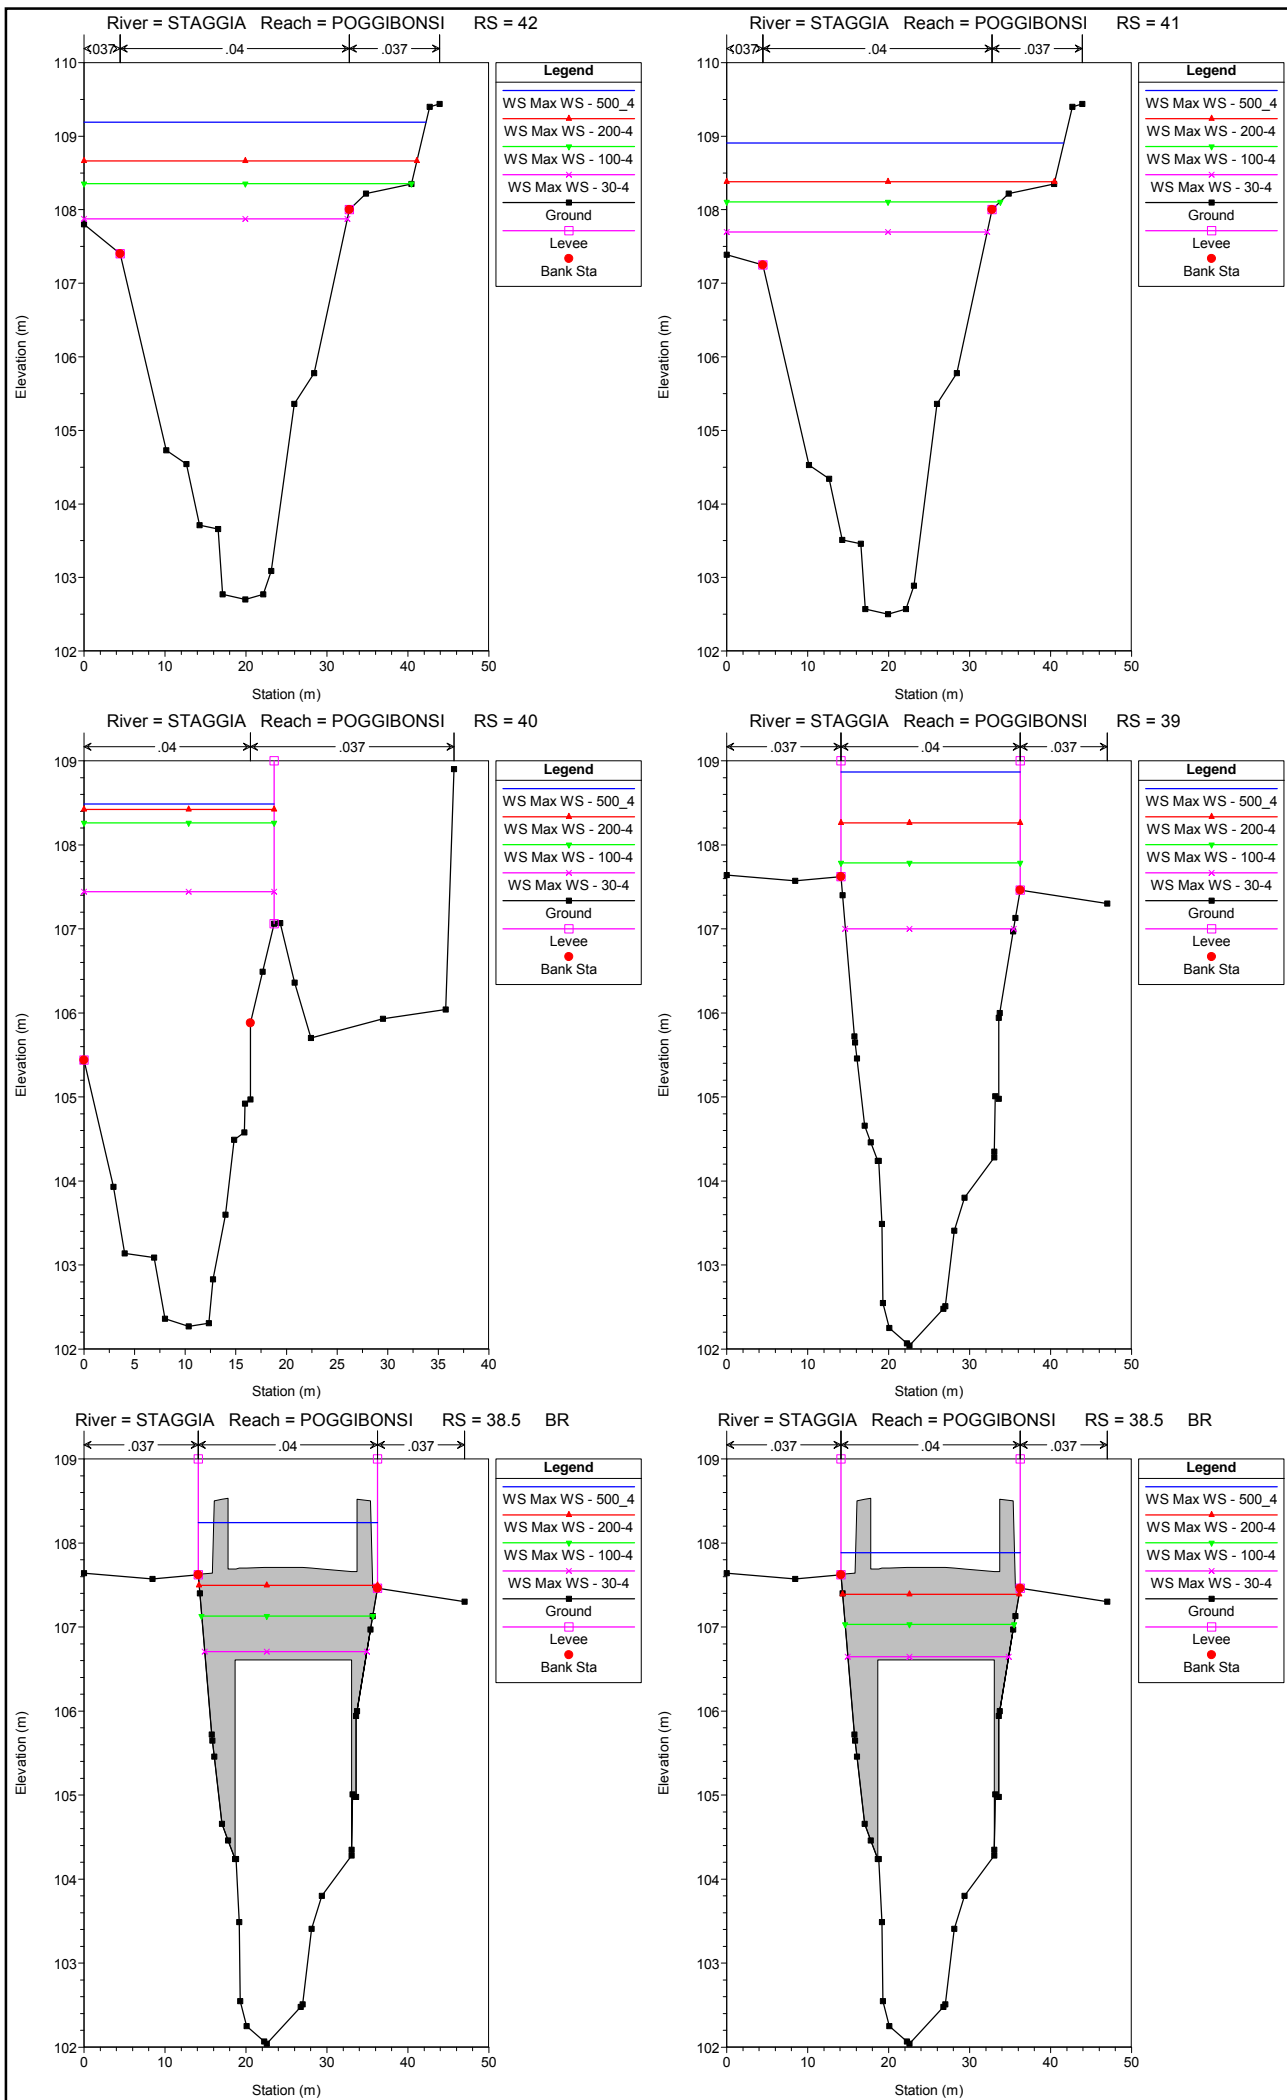 River = STAGGIA Reach = POGGIBONSI RS = 42
.037 .04 .037
110
109
108
107
106
105
104
103
102
Elevation (m)
0 10 20 30 40 50
Station (m)
Legend
WS Max WS - 500_4
WS Max WS - 200-4
WS Max WS - 100-4
WS Max WS - 30-4
Ground
Levee
Bank Sta
River = STAGGIA Reach = POGGIBONSI RS = 41
.037 .04 .037
110
109
108
107
106
105
104
103
102
Elevation (m)
0 10 20 30 40 50
Station (m)
Legend
WS Max WS - 500_4
WS Max WS - 200-4
WS Max WS - 100-4
WS Max WS - 30-4
Ground
Levee
Bank Sta
River = STAGGIA Reach = POGGIBONSI RS = 40
.04 .037
109
108
107
106
105
104
103
102
Elevation (m)
0 5 10 15 20 25 30 35 40
Station (m)
Legend
WS Max WS - 500_4
WS Max WS - 200-4
WS Max WS - 100-4
WS Max WS - 30-4
Ground
Levee
Bank Sta
River = STAGGIA Reach = POGGIBONSI RS = 39
.037 .04 .037
109
108
107
106
105
104
103
102
Elevation (m)
0 10 20 30 40 50
Station (m)
Legend
WS Max WS - 500_4
WS Max WS - 200-4
WS Max WS - 100-4
WS Max WS - 30-4
Ground
Levee
Bank Sta
River = STAGGIA Reach = POGGIBONSI RS = 38.5 BR
.037 .04 .037
109
108
107
106
105
104
103
102
Elevation (m)
0 10 20 30 40 50
Station (m)
Legend
WS Max WS - 500_4
WS Max WS - 200-4
WS Max WS - 100-4
WS Max WS - 30-4
Ground
Levee
Bank Sta
River = STAGGIA Reach = POGGIBONSI RS = 38.5 BR
.037 .04 .037
109
108
107
106
105
104
103
102
Elevation (m)
0 10 20 30 40 50
Station (m)
Legend
WS Max WS - 500_4
WS Max WS - 200-4
WS Max WS - 100-4
WS Max WS - 30-4
Ground
Levee
Bank Sta